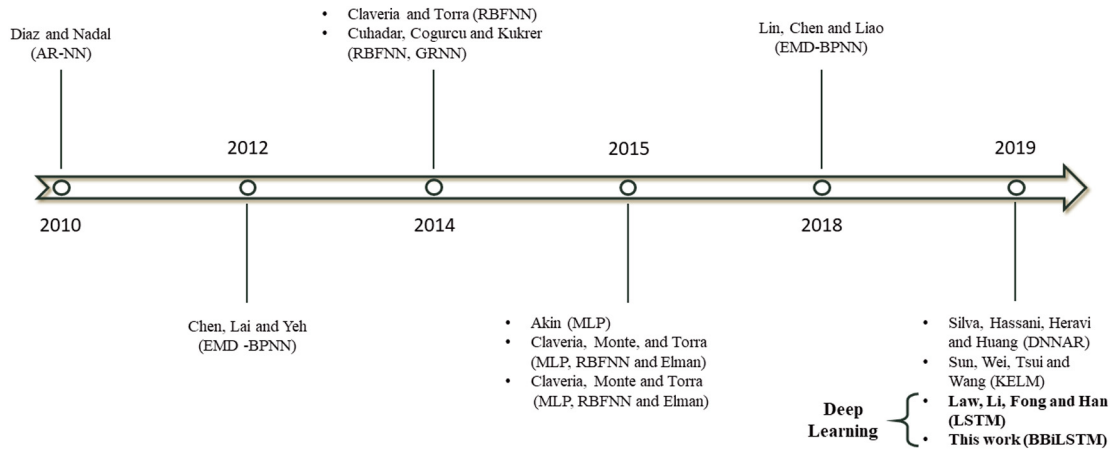 Diaz and Nadal
(AR-NN)
2010
2012
Chen, Lai and Yeh
(EMD -BPNN)
• Claveria and Torra (RBFNN)
• Cuhadar, Cogurcu and Kukrer
(RBFNN, GRNN)
2014
2015
• Akin (MLP)
• Claveria, Monte, and Torra
(MLP, RBFNN and Elman)
• Claveria, Monte and Torra
(MLP, RBFNN and Elman)
Lin, Chen and Liao
(EMD-BPNN)
2018
2019
• Silva, Hassani, Heravi
and Huang (DNNAR)
• Sun, Wei, Tsui and
Wang (KELM)
Deep
Learning
• Law, Li, Fong and Han
(LSTM)
• This work (BBiLSTM)